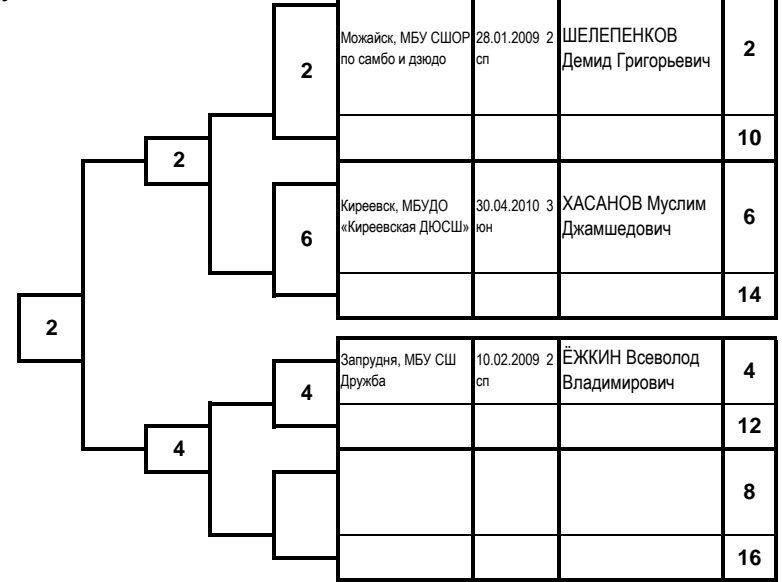 Можайск, МБУ СШОР
по самбо и дзюдо
28.01.2009 2
сп
ШЕЛЕПЕНКОВ
Демид Григорьевич
2
2
10
2
Киреевск, МБУДО
«Киреевская ДЮСШ»
30.04.2010 3
юн
ХАСАНОВ Муслим
Джамшедович
6
6
14
2
Запрудня, МБУ СШ
Дружба
10.02.2009 2
сп
ЁЖКИН Всеволод
Владимирович
4
4
12
4
8
16